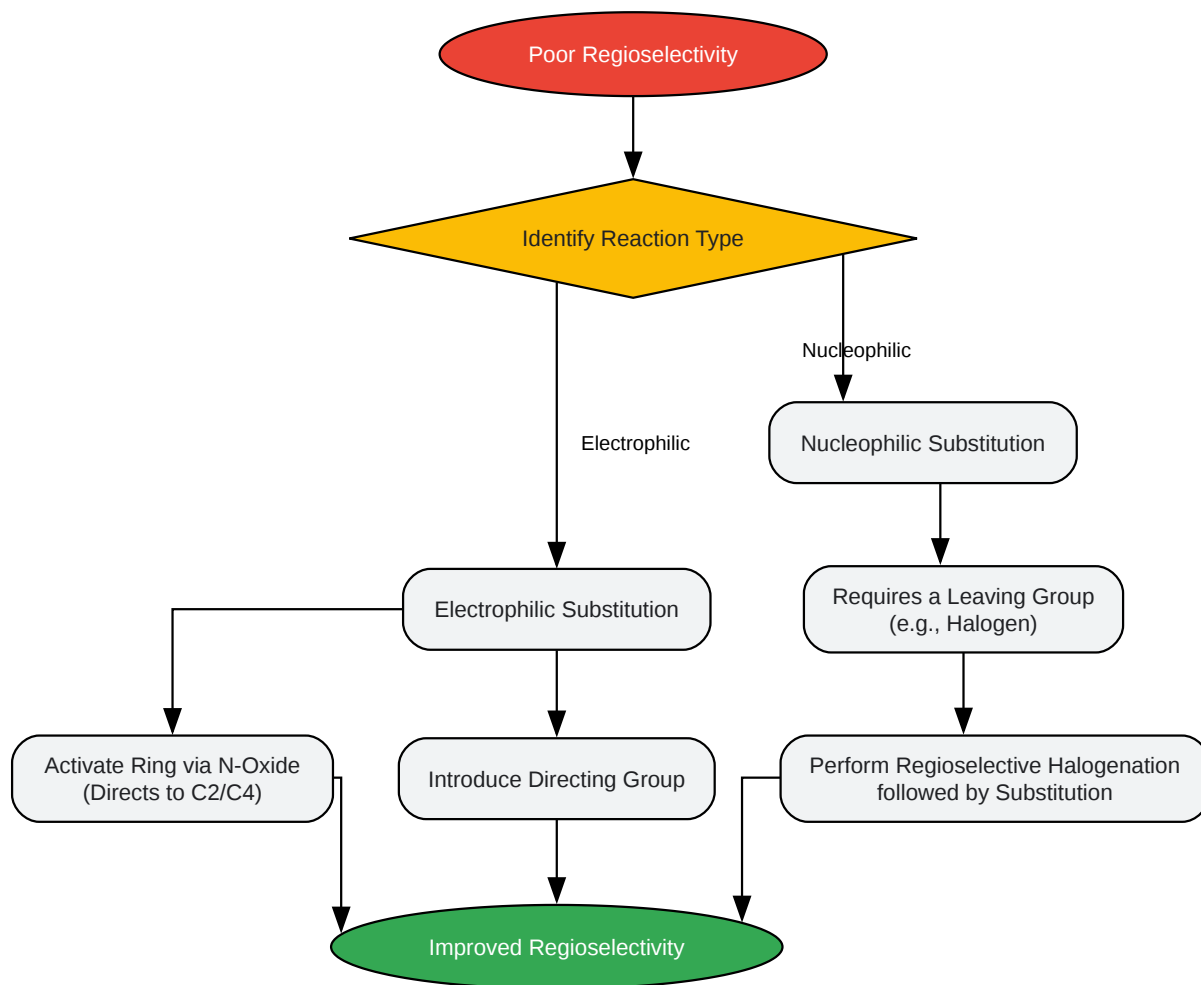 Poor Regioselectivity
Identify Reaction Type
Nucleophilic
Electrophilic
Nucleophilic Substitution
Electrophilic Substitution
Requires a Leaving Group
(e.g., Halogen)
Activate Ring via N-Oxide
(Directs to C2/C4)
Introduce Directing Group
Perform Regioselective Halogenation
followed by Substitution
Improved Regioselectivity